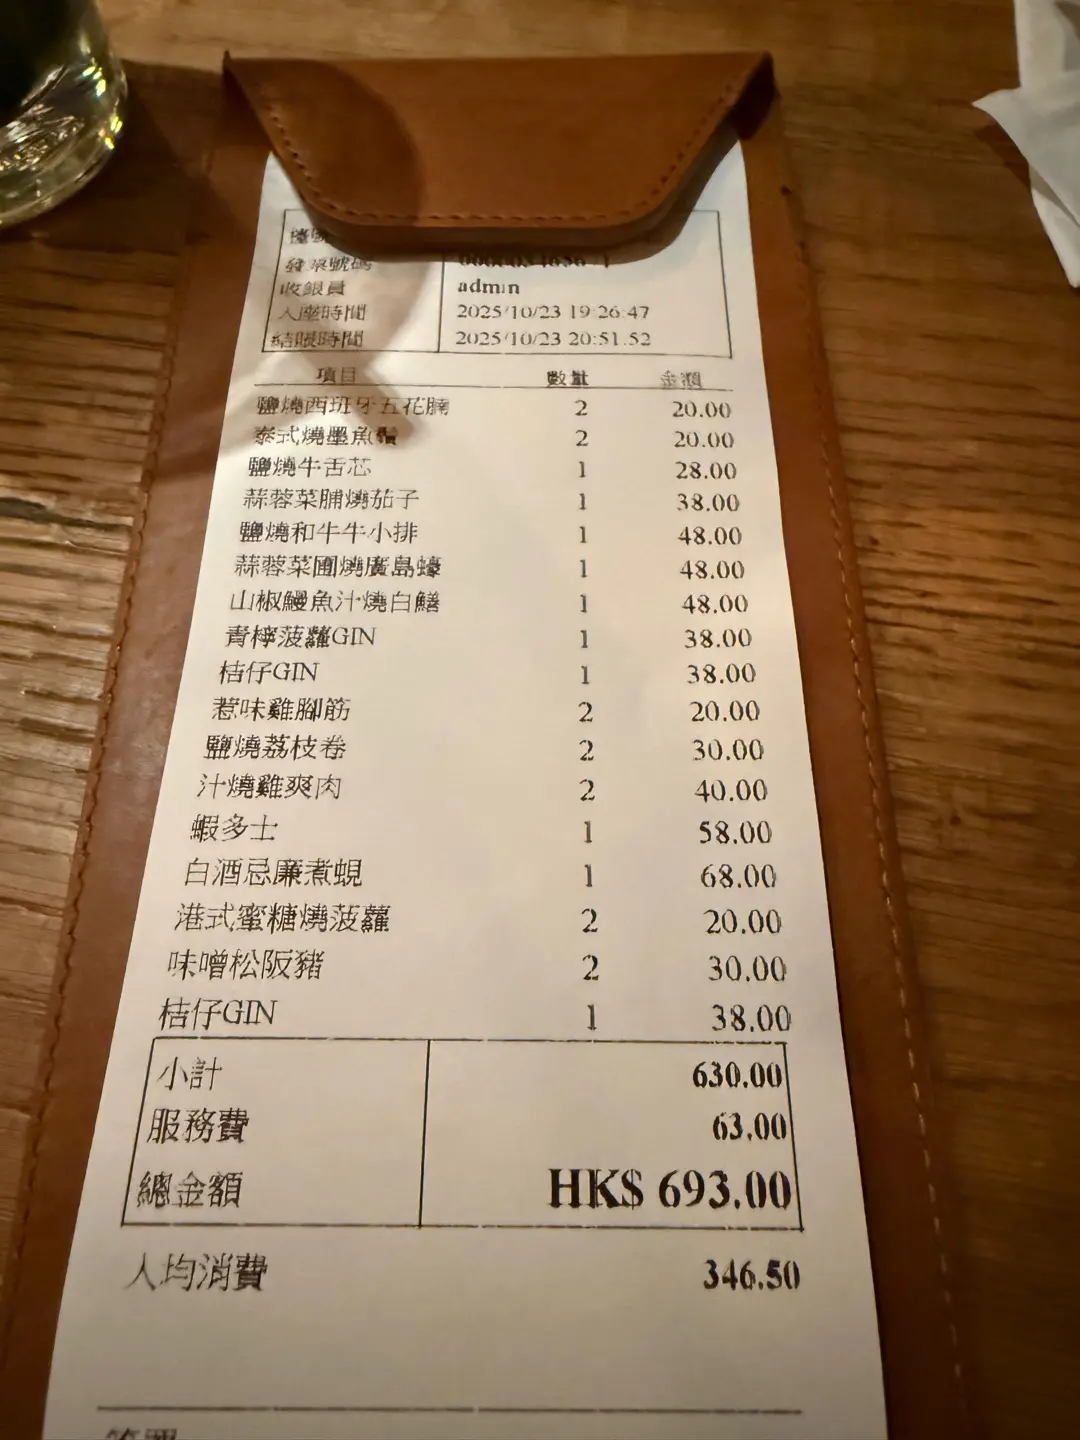 發票號碼
收銀員 admin
入座時間 2025/10/23 19:26:47
結賬時間 2025/10/23 20:51:52
項目 數量 金額
鹽燒西班牙五花腩 2 20.00
泰式燒墨魚鬚 2 20.00
鹽燒牛舌芯 1 28.00
蒜蓉菜脯燒茄子 1 38.00
鹽燒和牛牛小排 1 48.00
蒜蓉菜圃燒廣島蠔 1 48.00
山椒鰻魚汁燒白鱔 1 48.00
青檸菠蘿GIN 1 38.00
桔仔GIN 1 38.00
惹味雞腳筋 2 20.00
鹽燒荔枝卷 2 30.00
汁燒雞爽肉 2 40.00
蝦多士 1 58.00
白酒忌廉煮蜆 1 68.00
港式蜜糖燒菠蘿 2 20.00
味噌松阪豬 2 30.00
桔仔GIN 1 38.00
小計 630.00
服務費 63.00
總金額 HK$ 693.00
人均消費 346.50